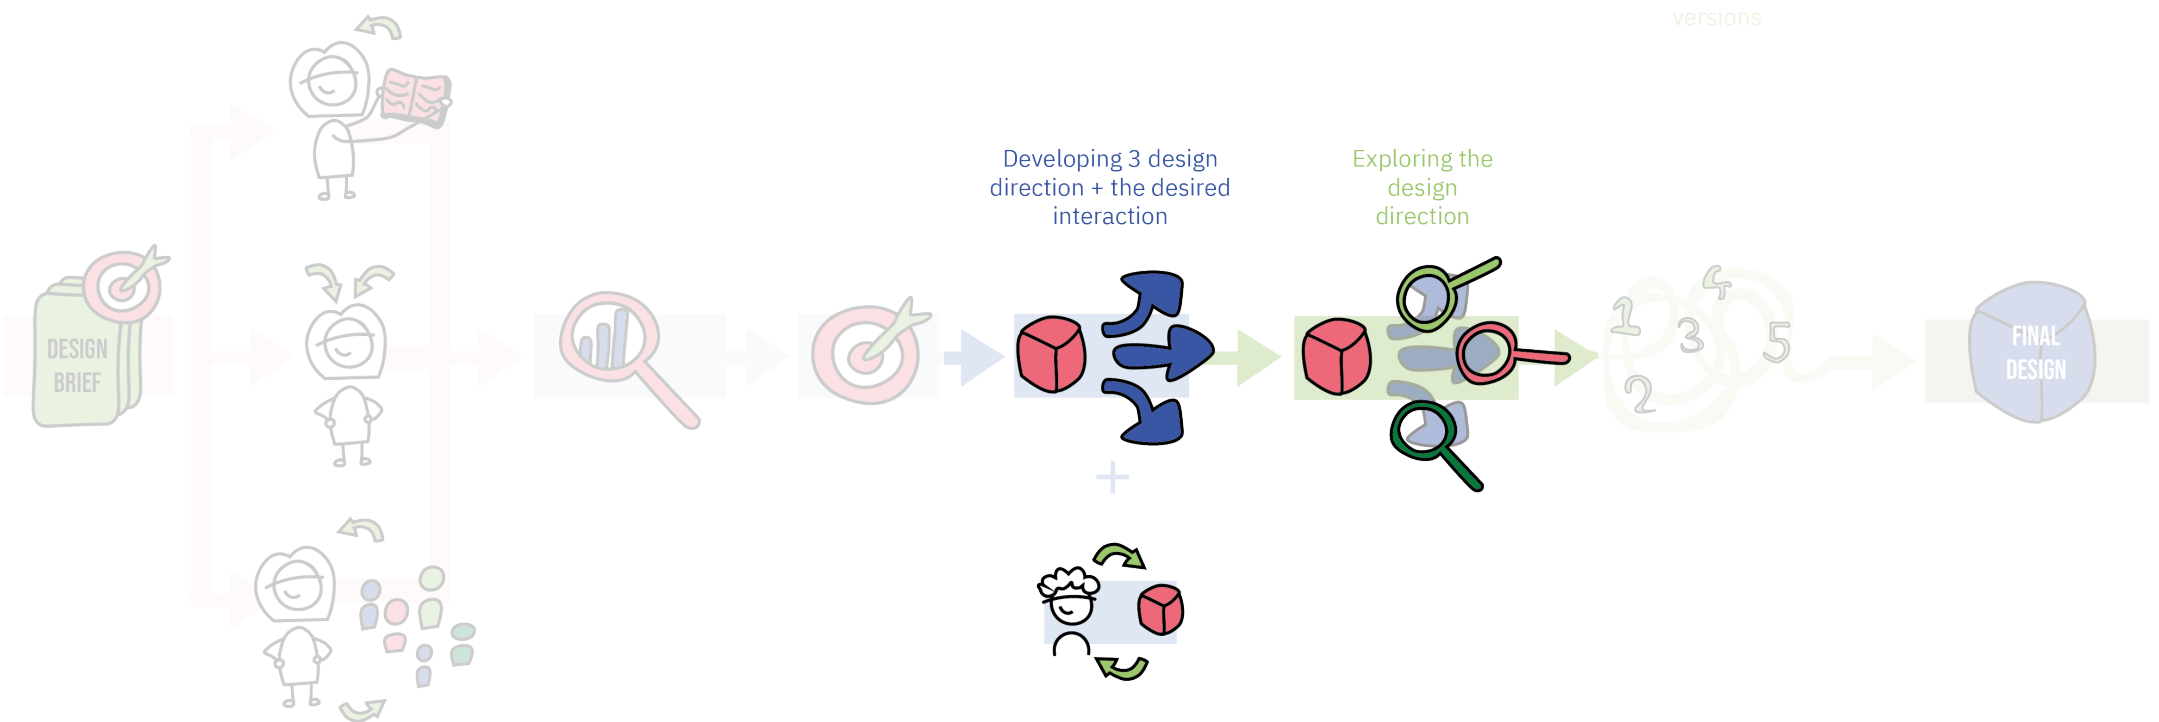 versions
Developing 3 design
direction + the desired
interaction
Exploring the
design
direction
DESIGN
BRIEF
+
1
4
3
5
2
FINAL
DESIGN